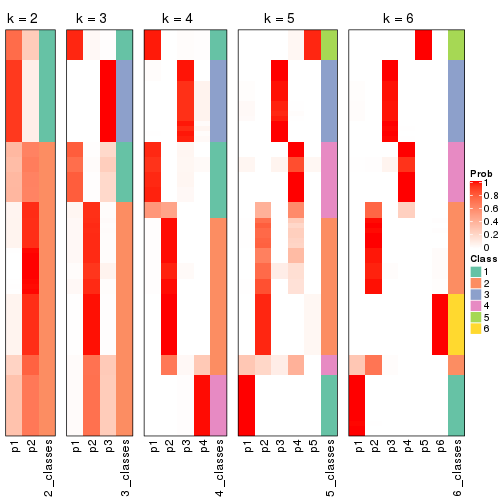 k = 2
k = 3
k = 4
k = 5
k = 6
Prob
1
0.8
0.6
0.4
0.2
0
Class
1
2
3
4
5
6
p1
p2
2_classes
p1
p2
p3
3_classes
p1
p2
p3
p4
4_classes
p1
p2
p3
p4
p5
5_classes
p1
p2
p3
p4
p5
p6
6_classes